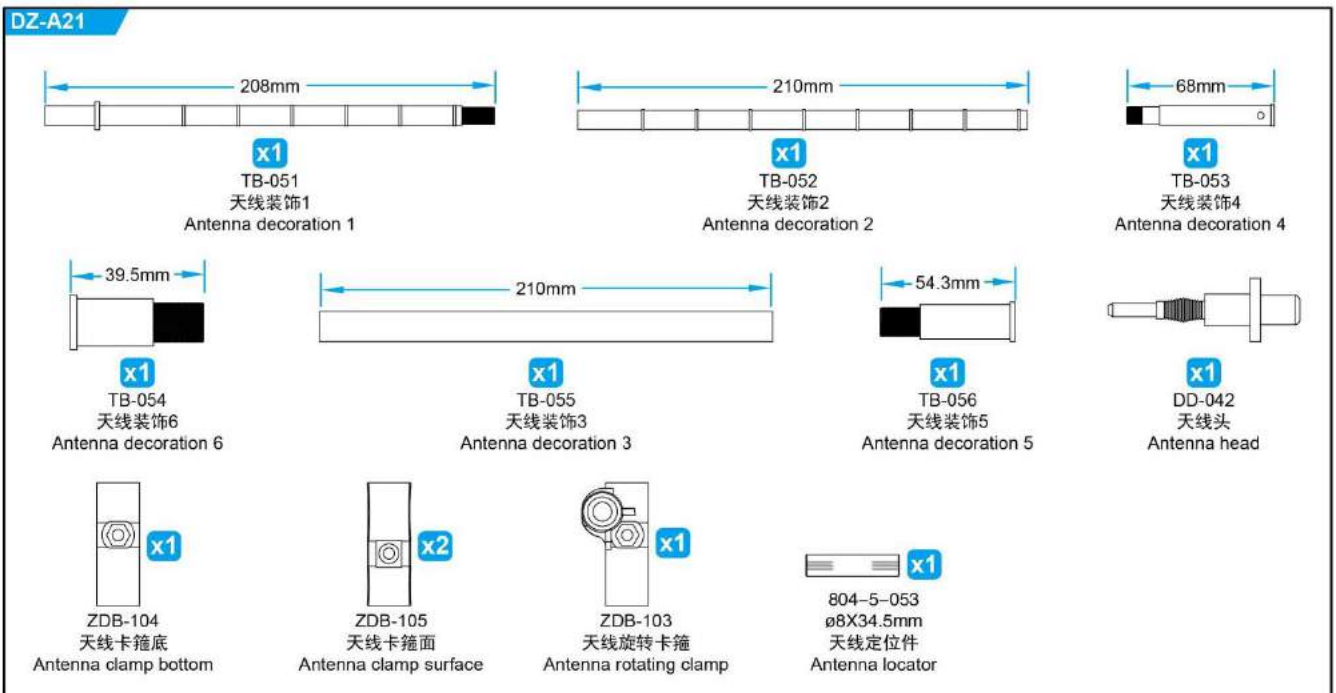 DZ-A21
208mm
x1
TB-051
天线装饰1
Antenna decoration 1
210mm
x1
TB-052
天线装饰2
Antenna decoration 2
68mm
x1
TB-053
天线装饰4
Antenna decoration 4
39.5mm
x1
TB-054
天线装饰6
Antenna decoration 6
210mm
x1
TB-055
天线装饰3
Antenna decoration 3
54.3mm
x1
TB-056
天线装饰5
Antenna decoration 5
x1
DD-042
天线头
Antenna head
x1
ZDB-104
天线卡箍底
Antenna clamp bottom
x2
ZDB-105
天线卡箍面
Antenna clamp surface
x1
ZDB-103
天线旋转卡箍
Antenna rotating clamp
x1
804–5–053
ø8X34.5mm
天线定位件
Antenna locator